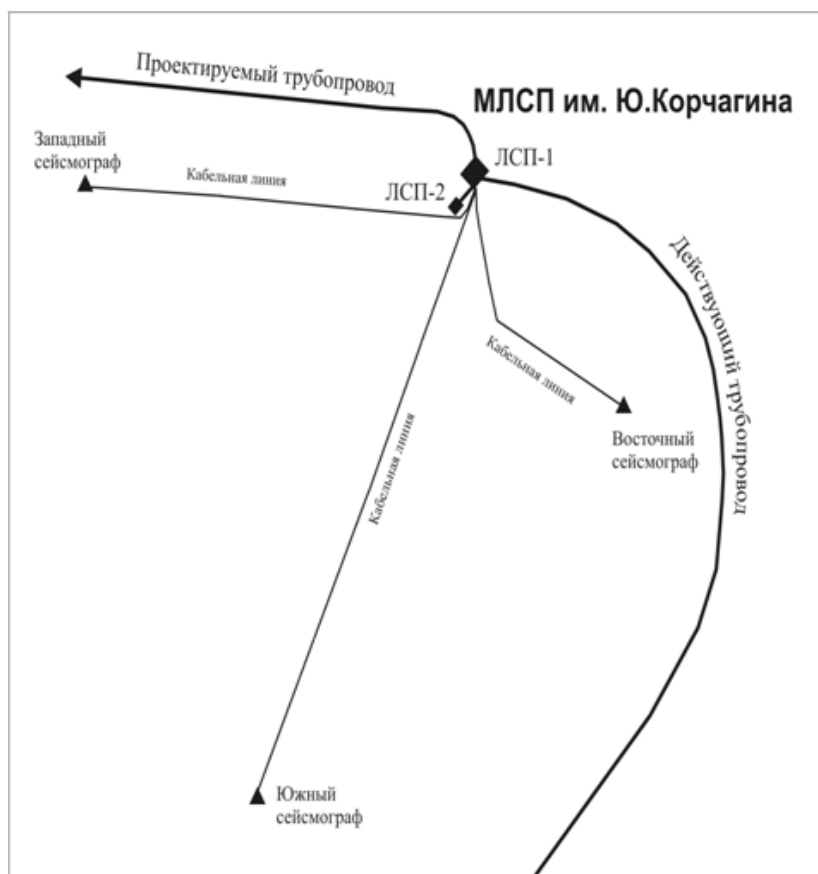 Проектируемый трубопровод
МЛСП им. Ю.Корчагина
Западный
сейсмограф
ЛСП-1
Кабельная линия
ЛСП-2
Действующий трубопровод
Кабельная линия
Кабельная линия
Восточный
сейсмограф
Южный
сейсмограф